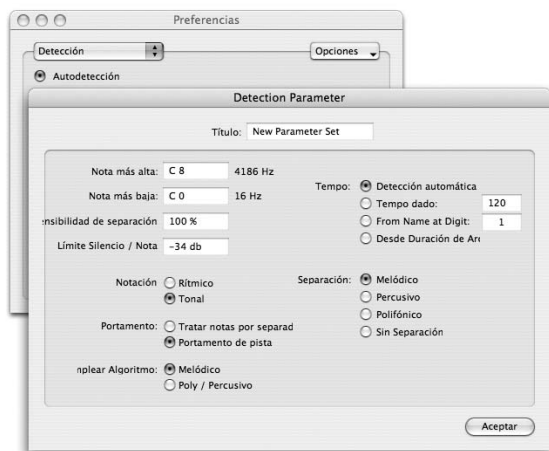 Preferencias
Detección
Opciones
Autodetección
Detection Parameter
Título: New Parameter Set
Nota más alta: C 8 4186 Hz
Nota más baja: C 0 16 Hz
ensibilidad de separación 100 %
Límite Silencio / Nota -34 db
Tempo: Detección automática
Tempo dado: 120
From Name at Digit: 1
Desde Duración de Arc
Notación Rítmico
Tonal
Portamento: Tratar notas por separad
Portamento de pista
mplear Algoritmo: Melódico
Poly / Percusivo
Separación: Melódico
Percusivo
Polifónico
Sin Separación
Aceptar